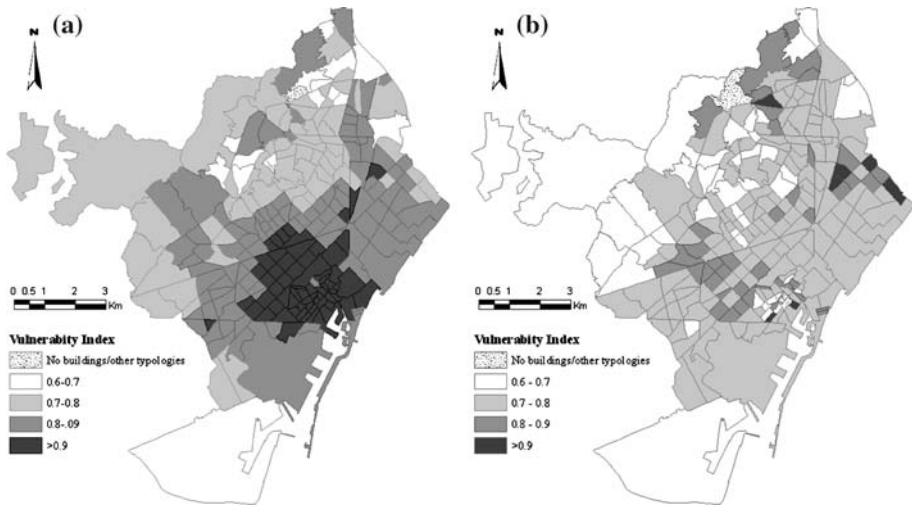 N
(a)
0 0.5 1 2 3
Km
Vulnerabity Index
No buildings/other typologies
0.6-0.7
0.7-0.8
0.8-.09
>0.9
N
(b)
0 0.5 1 2 3
Km
Vulnerabity Index
No buildings/other typologies
0.6 - 0.7
0.7 - 0.8
0.8 - 0.9
>0.9